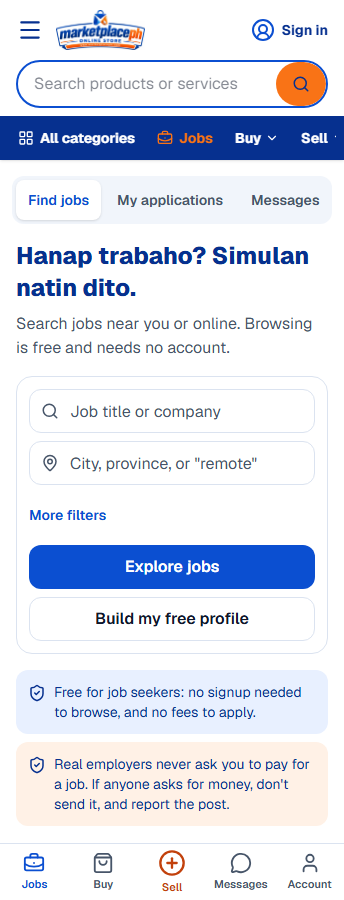 marketplaceph
ONLINE STORE
Sign in
Search products or services
All categories
Jobs
Buy
Sell
Find jobs
My applications
Messages
Hanap trabaho? Simulan
natin dito.
Search jobs near you or online. Browsing
is free and needs no account.
Job title or company
City, province, or "remote"
More filters
Explore jobs
Build my free profile
Free for job seekers: no signup needed
to browse, and no fees to apply.
Real employers never ask you to pay for
a job. If anyone asks for money, don't
send it, and report the post.
Jobs
Buy
Sell
Messages
Account